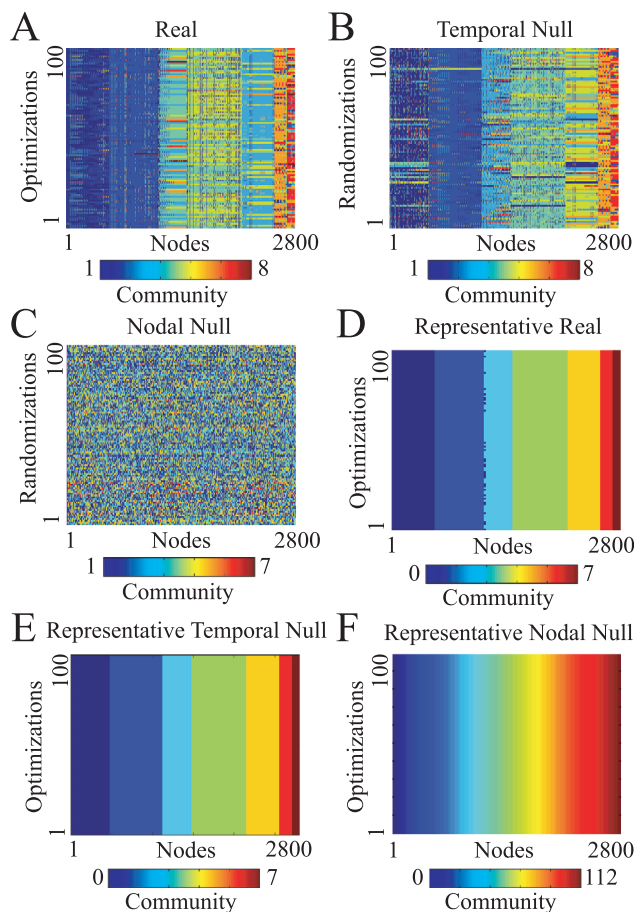 A
Real
Optimizations
100
1
1
Nodes
2800
1
8
Community
B
Temporal Null
Randomizations
100
1
1
Nodes
2800
1
8
Community
C
Nodal Null
Randomizations
100
1
1
Nodes
2800
1
7
Community
D
Representative Real
Optimizations
100
1
1
Nodes
2800
0
7
Community
E
Representative Temporal Null
Optimizations
100
1
1
Nodes
2800
0
7
Community
F
Representative Nodal Null
Optimizations
100
1
1
Nodes
2800
0
112
Community